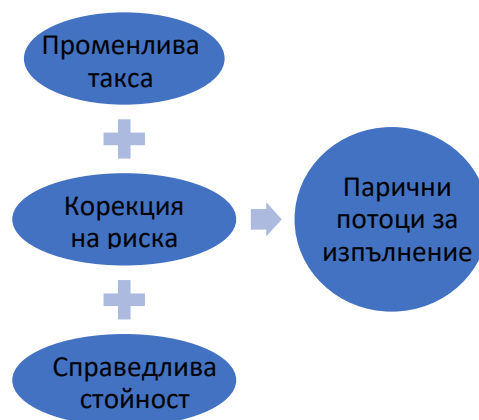 Променлива
такса
Корекция
на риска
Парични
потоци за
изпълнение
Справедлива
стойност